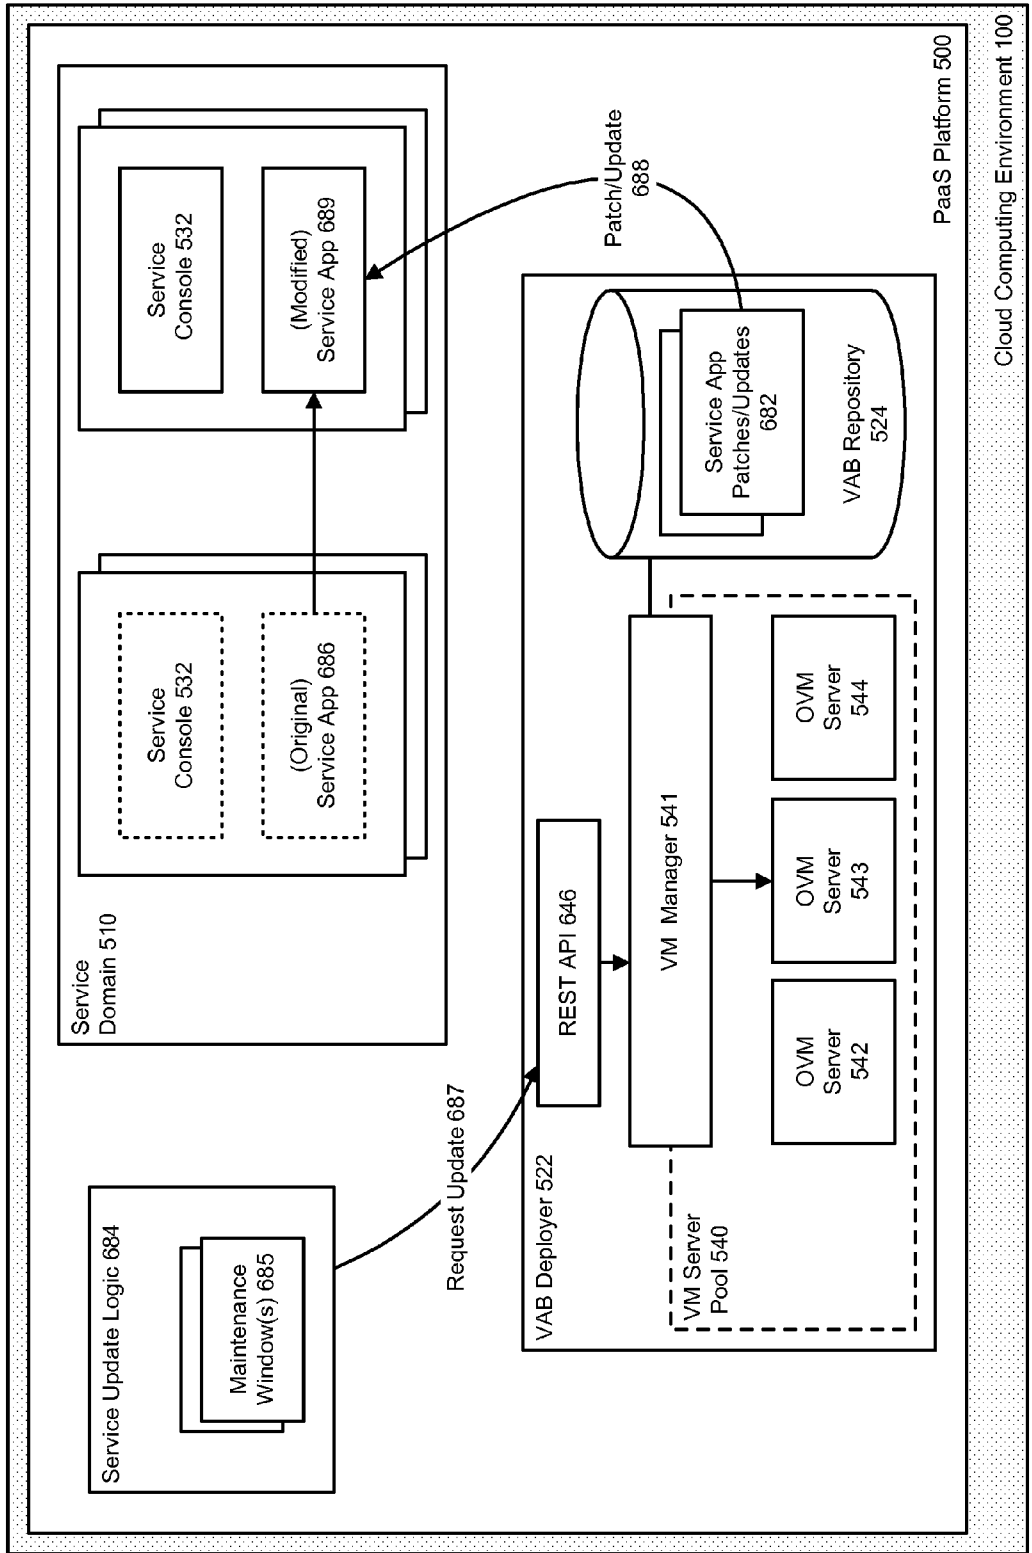 Service Update Logic 684
Maintenance
Window(s) 685
Service
Domain 510
Service
Console 532
(Original)
Service App 686
Service
Console 532
(Modified)
Service App 689
Request Update 687
Patch/Update
688
VAB Deployer 522
REST API 646
VM Manager 541
VM Server
Pool 540
OVM
Server
542
OVM
Server
543
OVM
Server
544
Service App
Patches/Updates
682
VAB Repository
524
PaaS Platform 500
Cloud Computing Environment 100